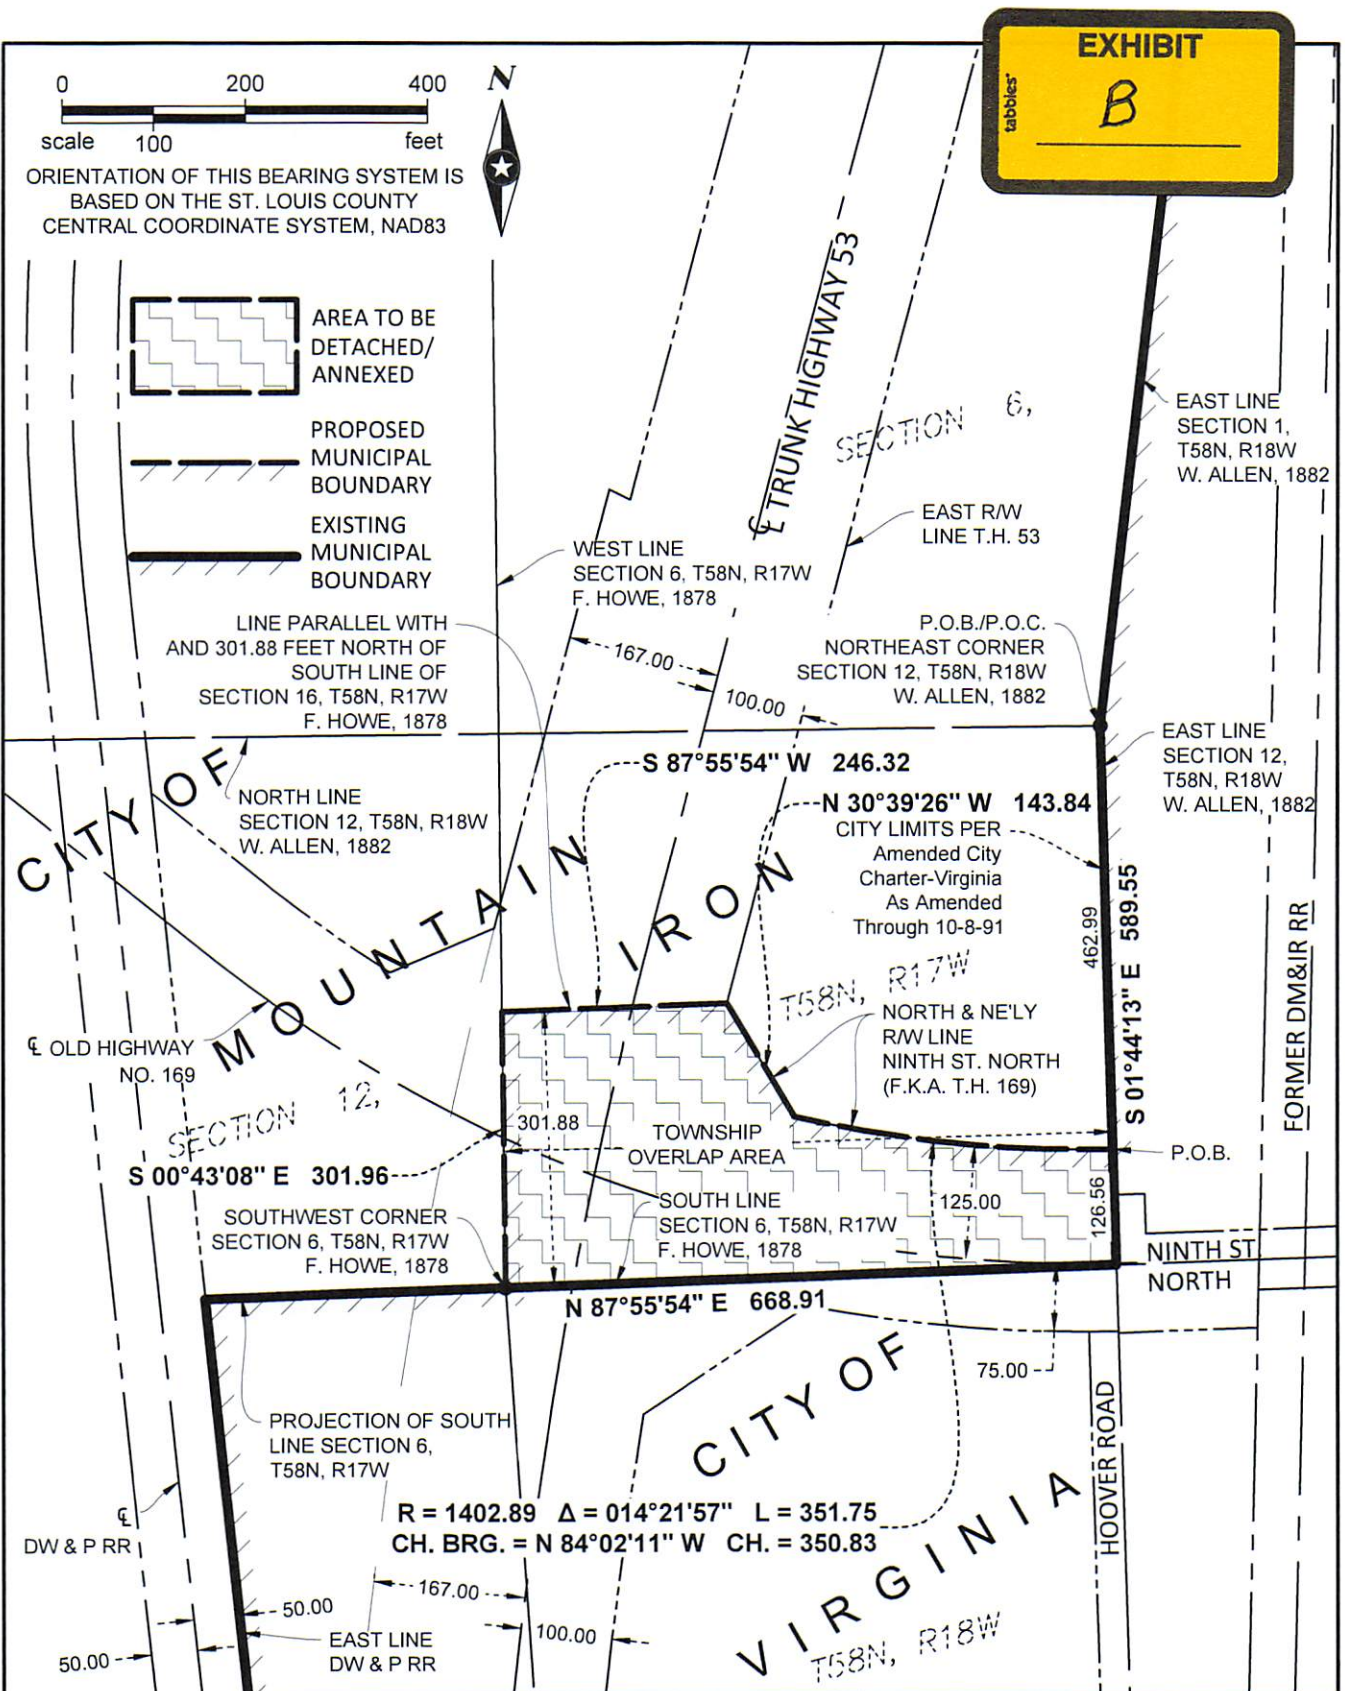 EXHIBIT
tabbies®
B
0 200 400
scale 100 feet
N
ORIENTATION OF THIS BEARING SYSTEM IS
BASED ON THE ST. LOUIS COUNTY
CENTRAL COORDINATE SYSTEM, NAD83
AREA TO BE
DETACHED/
ANNEXED
PROPOSED
MUNICIPAL
BOUNDARY
EXISTING
MUNICIPAL
BOUNDARY
℄ TRUNK HIGHWAY 53
SECTION 6,
EAST LINE
SECTION 1,
T58N, R18W
W. ALLEN, 1882
EAST R/W
LINE T.H. 53
WEST LINE
SECTION 6, T58N, R17W
F. HOWE, 1878
LINE PARALLEL WITH
AND 301.88 FEET NORTH OF
SOUTH LINE OF
SECTION 16, T58N, R17W
F. HOWE, 1878
167.00
100.00
P.O.B./P.O.C.
NORTHEAST CORNER
SECTION 12, T58N, R18W
W. ALLEN, 1882
EAST LINE
SECTION 12,
T58N, R18W
W. ALLEN, 1882
S 87°55'54" W 246.32
N 30°39'26" W 143.84
NORTH LINE
SECTION 12, T58N, R18W
W. ALLEN, 1882
CITY LIMITS PER
Amended City
Charter-Virginia
As Amended
Through 10-8-91
CITY OF
MOUNTAIN IRON
462.99
S 01°44'13" E 589.55
FORMER DM&IR RR
T58N, R17W
NORTH & NE'LY
R/W LINE
NINTH ST. NORTH
(F.K.A. T.H. 169)
℄ OLD HIGHWAY
NO. 169
SECTION 12,
301.88
TOWNSHIP
OVERLAP AREA
P.O.B.
S 00°43'08" E 301.96
SOUTH LINE
SECTION 6, T58N, R17W
F. HOWE, 1878
125.00
126.56
SOUTHWEST CORNER
SECTION 6, T58N, R17W
F. HOWE, 1878
NINTH ST
NORTH
N 87°55'54" E 668.91
75.00
CITY OF
VIRGINIA
HOOVER ROAD
PROJECTION OF SOUTH
LINE SECTION 6,
T58N, R17W
R = 1402.89 Δ = 014°21'57" L = 351.75
CH. BRG. = N 84°02'11" W CH. = 350.83
℄
DW & P RR
167.00
50.00
100.00
EAST LINE
DW & P RR
50.00
T58N, R18W